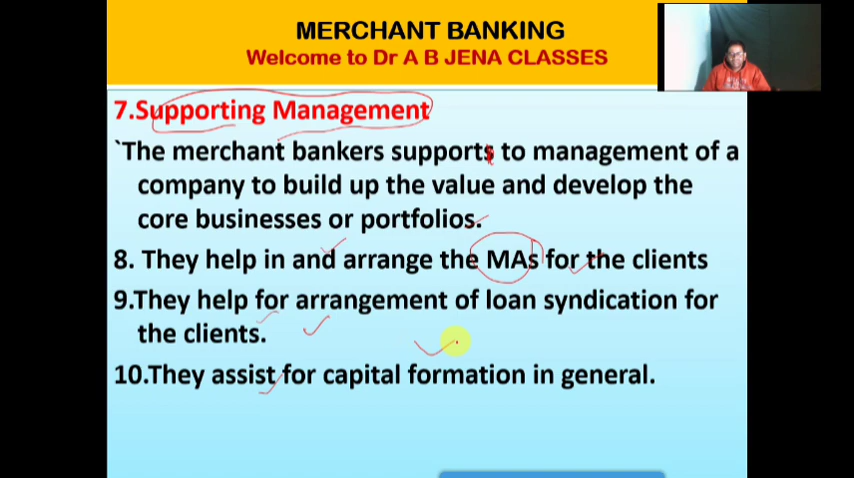 MERCHANT BANKING
Welcome to Dr A B JENA CLASSES
7.Supporting Management
`The merchant bankers supports to management of a
company to build up the value and develop the
core businesses or portfolios.
8. They help in and arrange the MAs for the clients
9.They help for arrangement of loan syndication for
the clients.
10.They assist for capital formation in general.